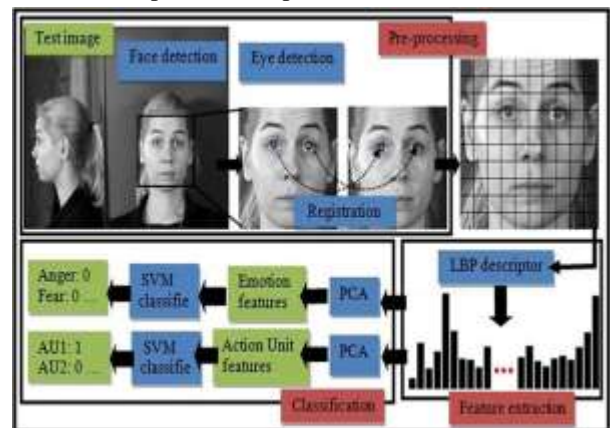 Test image
Pre-processing
Face detection
Eye detection
Registration
LBP descriptor
Anger: 0
Fear: 0 ...
SVM
classifie
Emotion
features
PCA
AU1: 1
AU2: 0 ...
SVM
classifie
Action Unit
features
PCA
Classification
Feature extraction